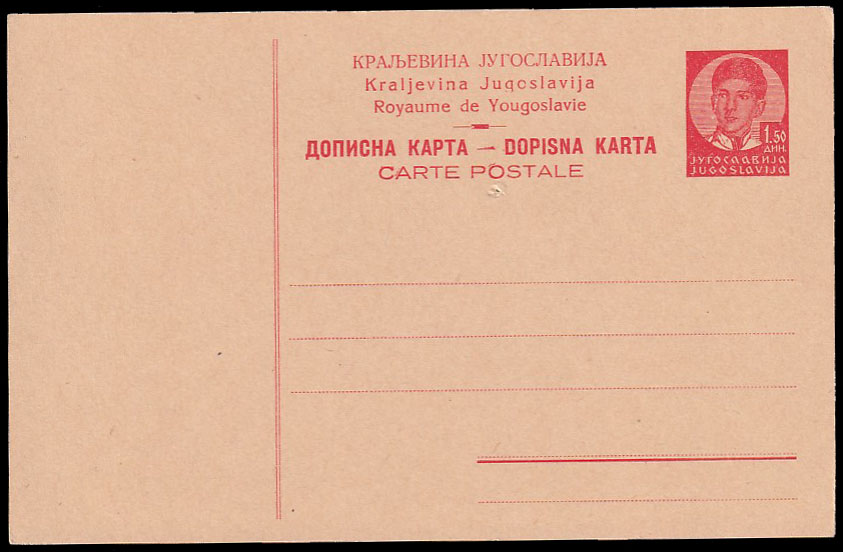 КРАЉЕВИНА ЈУГОСЛАВИЈА
Kraljevina Jugoslavija
Royaume de Yougoslavie
ДОПИСНА КАРТА — DOPISNA KARTA
CARTE POSTALE
1.50
ДИН.
ЈУГОСЛАВИЈА
JUGOSLAVIJA